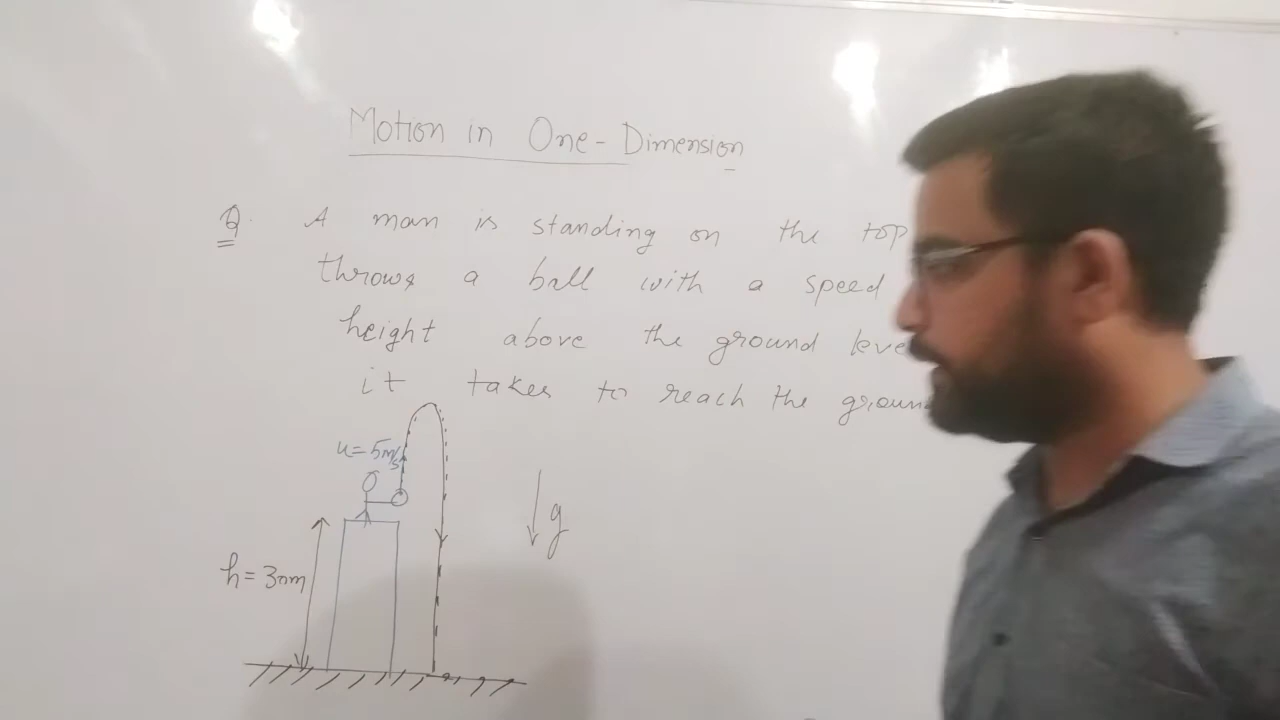 Motion in One-Dimension
Q. A man is standing on the top
throws a ball with a speed
height above the ground leve
it takes to reach the groun
u=5m/s
g
h=30m